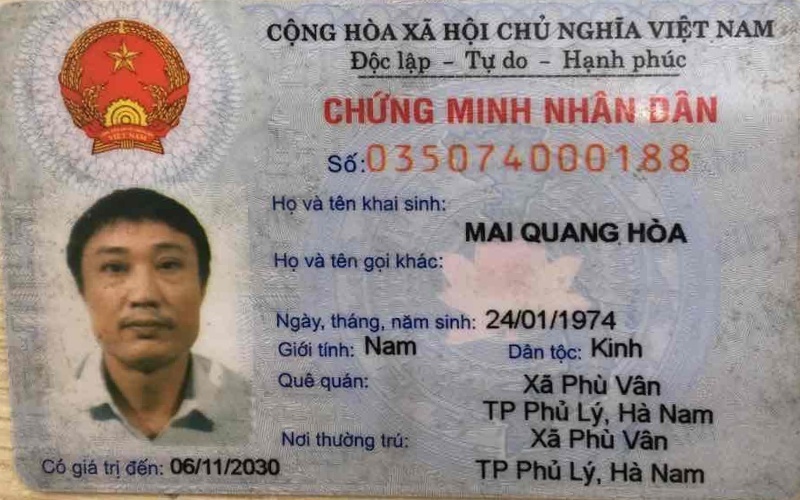 CỘNG HÒA XÃ HỘI CHỦ NGHĨA VIỆT NAM
Độc lập - Tự do - Hạnh phúc
CHỨNG MINH NHÂN DÂN
Số: 035074000188
Họ và tên khai sinh:
MAI QUANG HÒA
Họ và tên gọi khác:
Ngày, tháng, năm sinh: 24/01/1974
Giới tính: Nam Dân tộc: Kinh
Quê quán: Xã Phù Vân
TP Phủ Lý, Hà Nam
Nơi thường trú: Xã Phù Vân
TP Phủ Lý, Hà Nam
Có giá trị đến: 06/11/2030